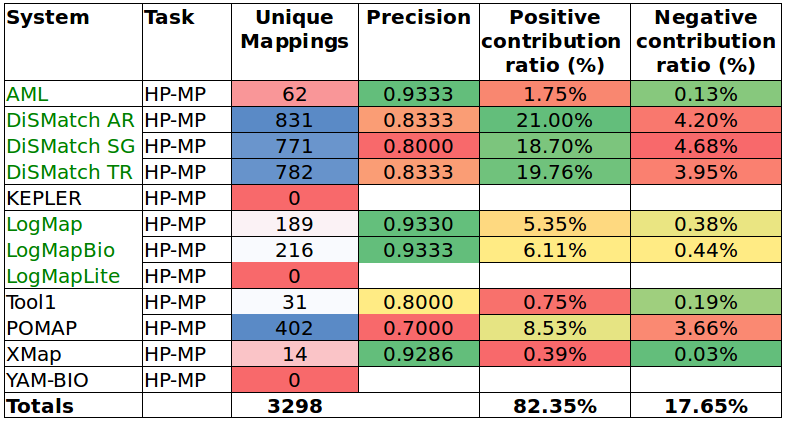 System Task Unique Mappings Precision Positive contribution ratio (%) Negative contribution ratio (%)
AML HP-MP 62 0.9333 1.75% 0.13%
DiSMatch AR HP-MP 831 0.8333 21.00% 4.20%
DiSMatch SG HP-MP 771 0.8000 18.70% 4.68%
DiSMatch TR HP-MP 782 0.8333 19.76% 3.95%
KEPLER HP-MP 0
LogMap HP-MP 189 0.9330 5.35% 0.38%
LogMapBio HP-MP 216 0.9333 6.11% 0.44%
LogMapLite HP-MP 0
Tool1 HP-MP 31 0.8000 0.75% 0.19%
POMAP HP-MP 402 0.7000 8.53% 3.66%
XMap HP-MP 14 0.9286 0.39% 0.03%
YAM-BIO HP-MP 0
Totals 3298 82.35% 17.65%